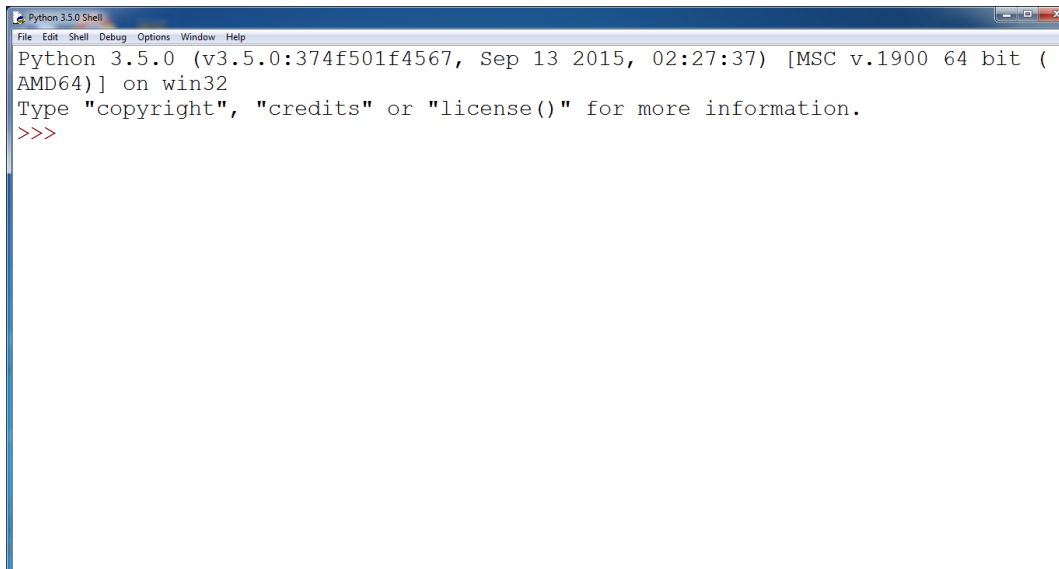 Python 3.5.0 Shell
File Edit Shell Debug Options Window Help
Python 3.5.0 (v3.5.0:374f501f4567, Sep 13 2015, 02:27:37) [MSC v.1900 64 bit (
AMD64)] on win32
Type "copyright", "credits" or "license()" for more information.
>>>